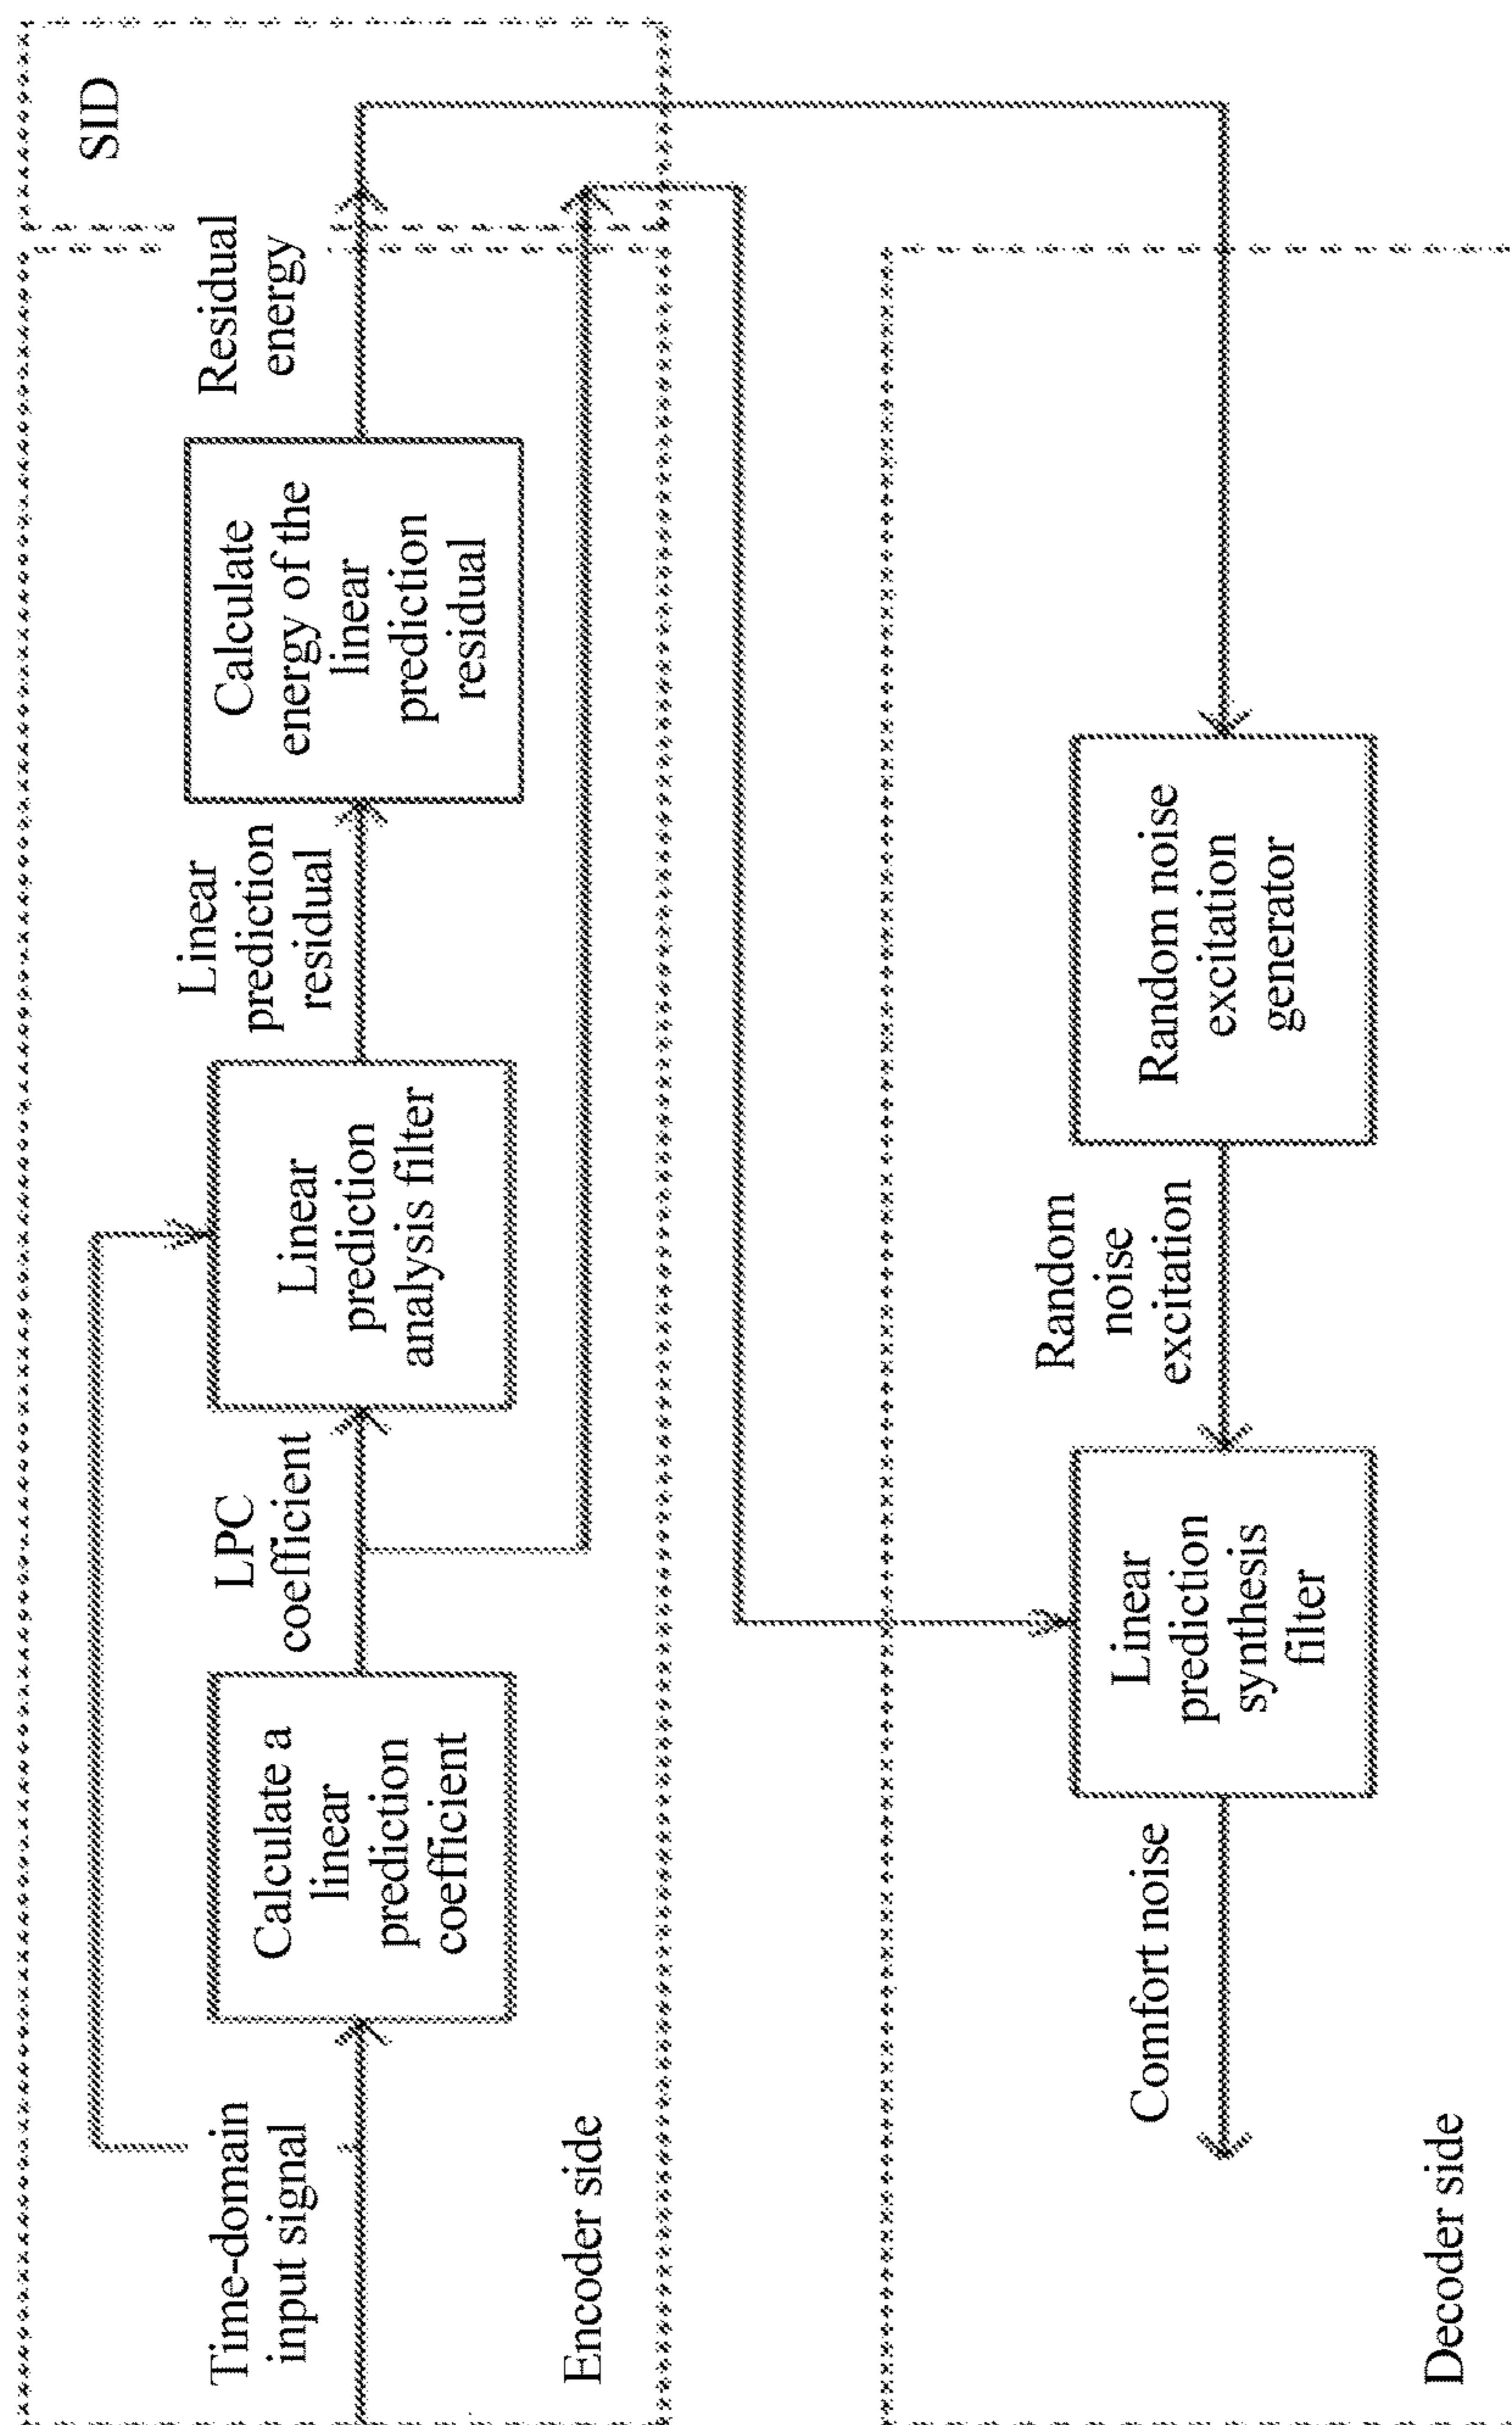 Time-domain
input signal
Calculate a
linear
prediction
coefficient
LPC
coefficient
Linear
prediction
analysis filter
Linear
prediction
residual
Calculate
energy of the
linear
prediction
residual
Residual
energy
SID
Encoder side
Comfort noise
Linear
prediction
synthesis
filter
Random
noise
excitation
Random noise
excitation
generator
Decoder side